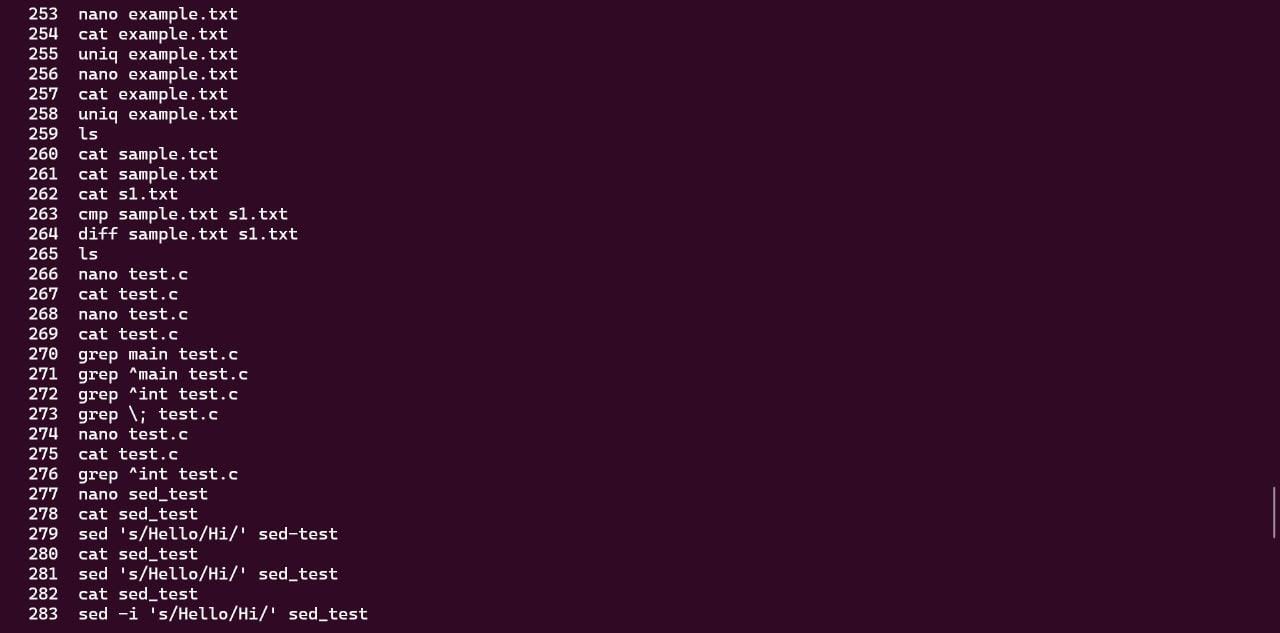 253 nano example.txt
254 cat example.txt
255 uniq example.txt
256 nano example.txt
257 cat example.txt
258 uniq example.txt
259 ls
260 cat sample.tct
261 cat sample.txt
262 cat s1.txt
263 cmp sample.txt s1.txt
264 diff sample.txt s1.txt
265 ls
266 nano test.c
267 cat test.c
268 nano test.c
269 cat test.c
270 grep main test.c
271 grep ^main test.c
272 grep ^int test.c
273 grep \; test.c
274 nano test.c
275 cat test.c
276 grep ^int test.c
277 nano sed_test
278 cat sed_test
279 sed 's/Hello/Hi/' sed-test
280 cat sed_test
281 sed 's/Hello/Hi/' sed_test
282 cat sed_test
283 sed -i 's/Hello/Hi/' sed_test